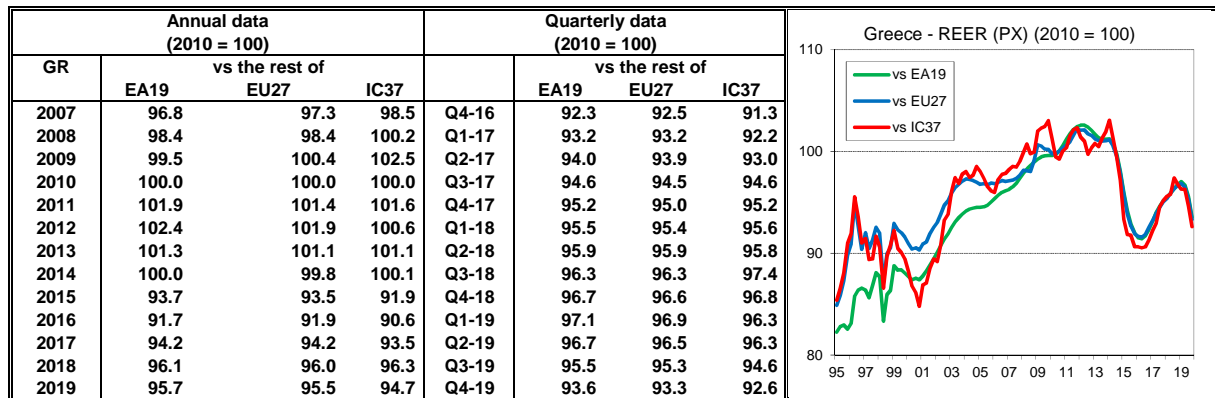 Annual data Quarterly data
(2010 = 100) (2010 = 100)
GR vs the rest of vs the rest of
EA19 EU27 IC37 EA19 EU27 IC37
2007 96.8 97.3 98.5 Q4-16 92.3 92.5 91.3
2008 98.4 98.4 100.2 Q1-17 93.2 93.2 92.2
2009 99.5 100.4 102.5 Q2-17 94.0 93.9 93.0
2010 100.0 100.0 100.0 Q3-17 94.6 94.5 94.6
2011 101.9 101.4 101.6 Q4-17 95.2 95.0 95.2
2012 102.4 101.9 100.6 Q1-18 95.5 95.4 95.6
2013 101.3 101.1 101.1 Q2-18 95.9 95.9 95.8
2014 100.0 99.8 100.1 Q3-18 96.3 96.3 97.4
2015 93.7 93.5 91.9 Q4-18 96.7 96.6 96.8
2016 91.7 91.9 90.6 Q1-19 97.1 96.9 96.3
2017 94.2 94.2 93.5 Q2-19 96.7 96.5 96.3
2018 96.1 96.0 96.3 Q3-19 95.5 95.3 94.6
2019 95.7 95.5 94.7 Q4-19 93.6 93.3 92.6
Greece - REER (PX) (2010 = 100)
110
vs EA19
vs EU27
vs IC37
100
90
80
95 97 99 01 03 05 07 09 11 13 15 17 19